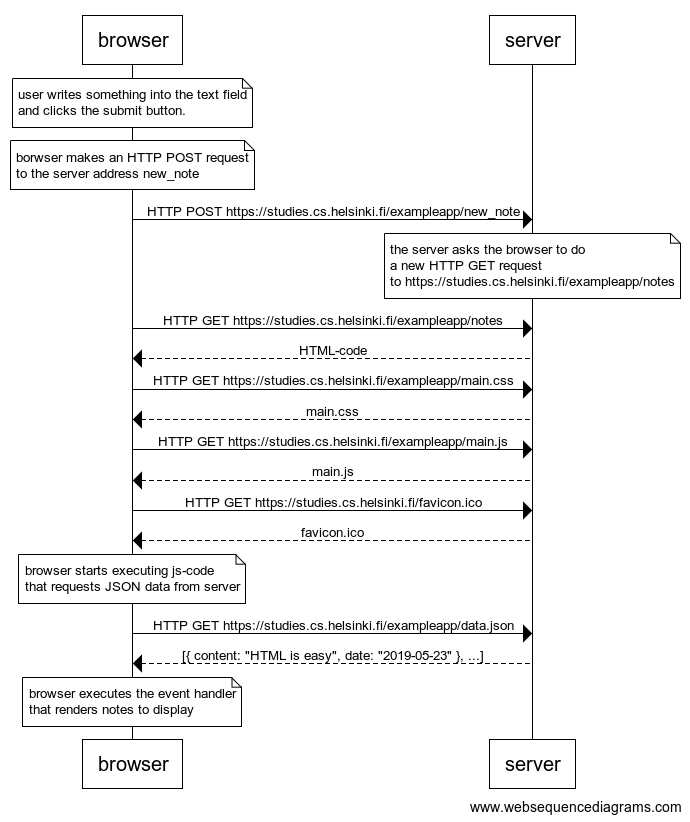 browser
server
user writes something into the text field
and clicks the submit button.
borwser makes an HTTP POST request
to the server address new_note
HTTP POST https://studies.cs.helsinki.fi/exampleapp/new_note
the server asks the browser to do
a new HTTP GET request
to https://studies.cs.helsinki.fi/exampleapp/notes
HTTP GET https://studies.cs.helsinki.fi/exampleapp/notes
HTML-code
HTTP GET https://studies.cs.helsinki.fi/exampleapp/main.css
main.css
HTTP GET https://studies.cs.helsinki.fi/exampleapp/main.js
main.js
HTTP GET https://studies.cs.helsinki.fi/favicon.ico
favicon.ico
browser starts executing js-code
that requests JSON data from server
HTTP GET https://studies.cs.helsinki.fi/exampleapp/data.json
[{ content: "HTML is easy", date: "2019-05-23" }, ...]
browser executes the event handler
that renders notes to display
browser
server
www.websequencediagrams.com